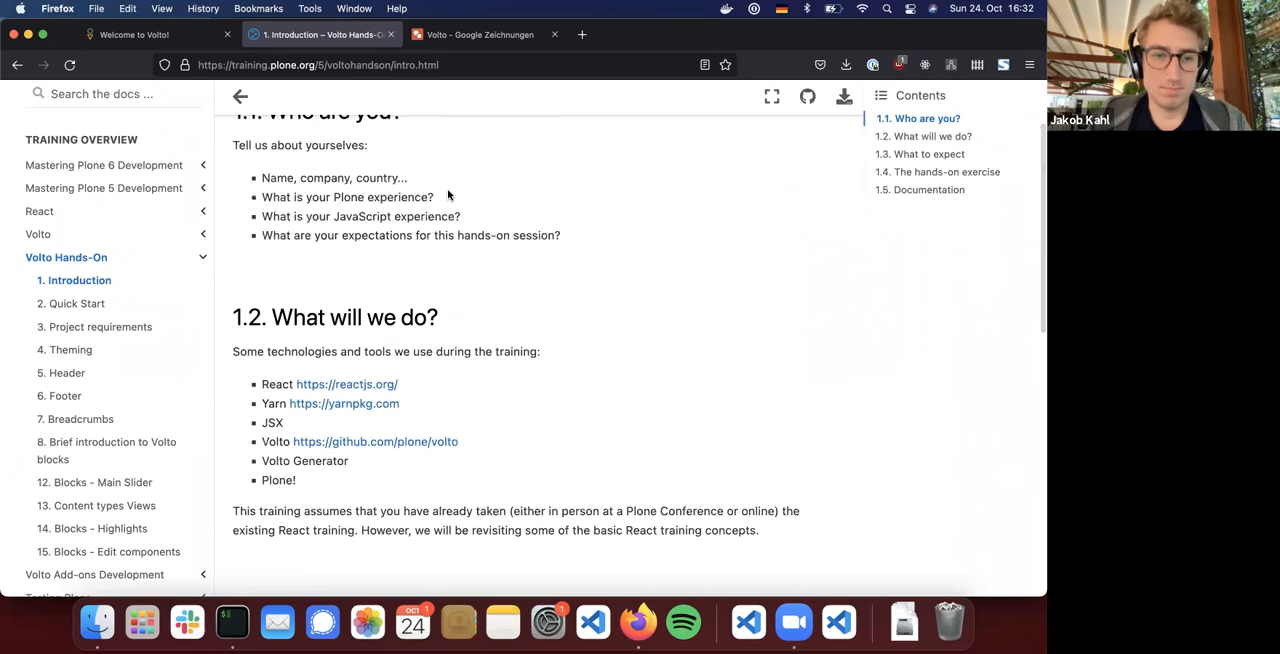 Firefox File Edit View History Bookmarks Tools Window Help Sun 24. Oct 16:32
Welcome to Volto! 1. Introduction – Volto Hands-O Volto - Google Zeichnungen
https://training.plone.org/5/voltohandson/intro.html
Search the docs ...
TRAINING OVERVIEW
Mastering Plone 6 Development
Mastering Plone 5 Development
React
Volto
Volto Hands-On
1. Introduction
2. Quick Start
3. Project requirements
4. Theming
5. Header
6. Footer
7. Breadcrumbs
8. Brief introduction to Volto
blocks
12. Blocks - Main Slider
13. Content types Views
14. Blocks - Highlights
15. Blocks - Edit components
Volto Add-ons Development
1.1. Who are you?
Tell us about yourselves:
Name, company, country...
What is your Plone experience?
What is your JavaScript experience?
What are your expectations for this hands-on session?
1.2. What will we do?
Some technologies and tools we use during the training:
React https://reactjs.org/
Yarn https://yarnpkg.com
JSX
Volto https://github.com/plone/volto
Volto Generator
Plone!
This training assumes that you have already taken (either in person at a Plone Conference or online) the
existing React training. However, we will be revisiting some of the basic React training concepts.
Contents
1.1. Who are you?
1.2. What will we do?
1.3. What to expect
1.4. The hands-on exercise
1.5. Documentation
Jakob Kahl
OCT
24
1
1
1